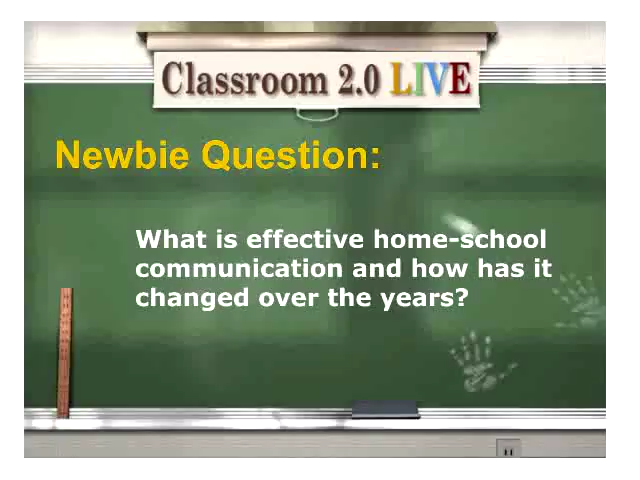 Classroom 2.0 LIVE
Newbie Question:
What is effective home-school
communication and how has it
changed over the years?